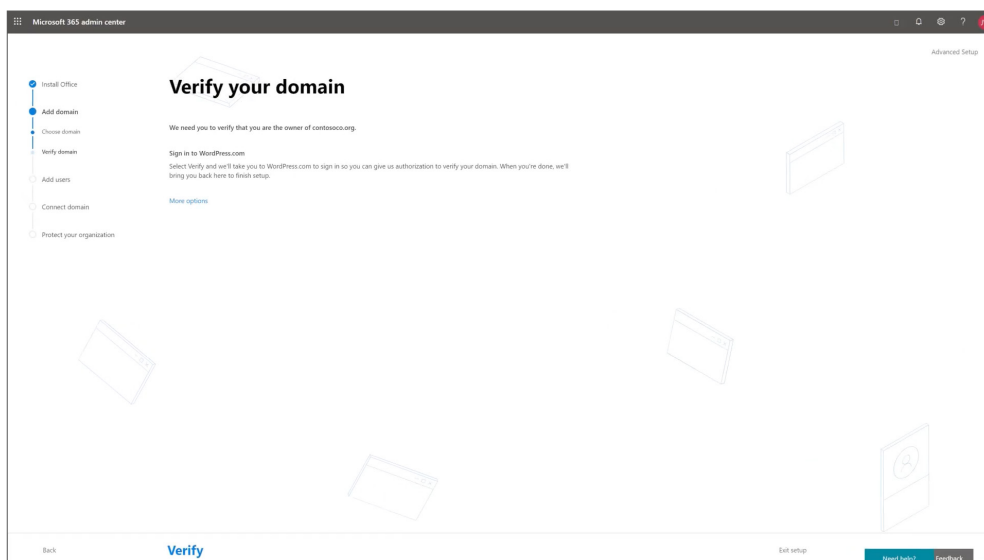 Microsoft 365 admin center
?
Advanced Setup
Install Office
Add domain
Choose domain
Verify domain
Add users
Connect domain
Protect your organization
Verify your domain
We need you to verify that you are the owner of contosoco.org.
Sign in to WordPress.com
Select Verify and we'll take you to WordPress.com to sign in so you can give us authorization to verify your domain. When you're done, we'll
bring you back here to finish setup.
More options
Back
Verify
Exit setup
Need help?
Feedback